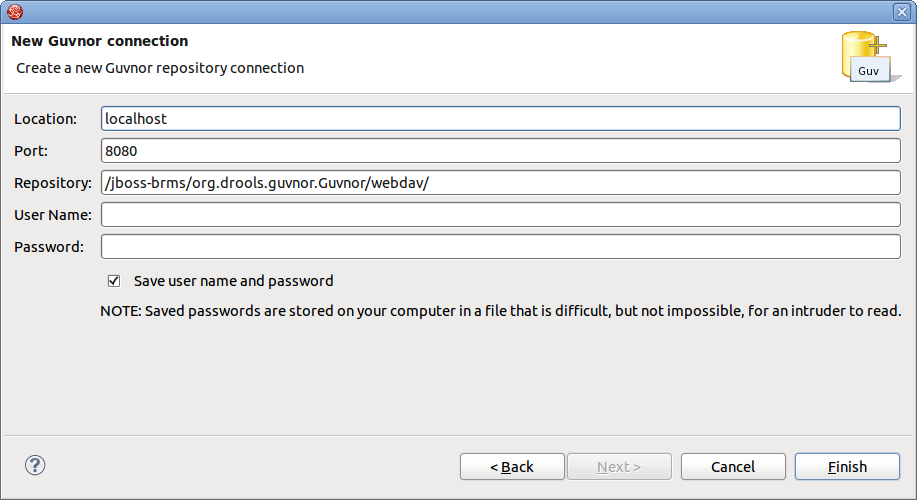 New Guvnor connection
Create a new Guvnor repository connection
Guv
Location: localhost
Port: 8080
Repository: /jboss-brms/org.drools.guvnor.Guvnor/webdav/
User Name:
Password:
Save user name and password
NOTE: Saved passwords are stored on your computer in a file that is difficult, but not impossible, for an intruder to read.
? < Back Next > Cancel Finish